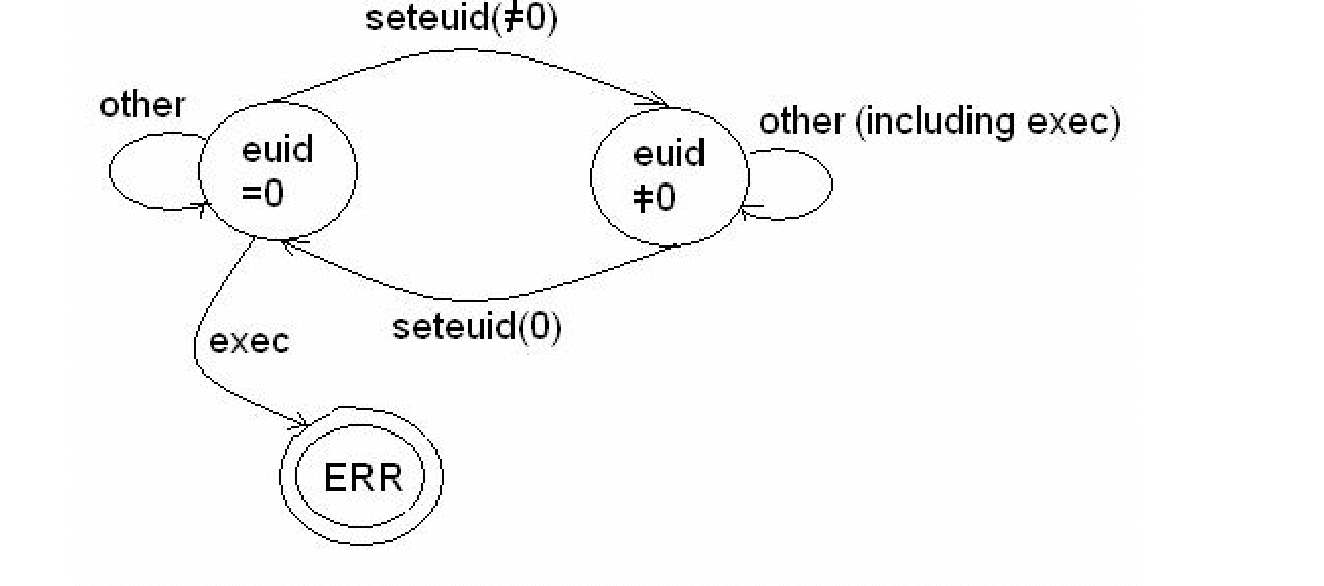 seteuid(≠0)
other
euid
=0
euid
≠0
other (including exec)
seteuid(0)
exec
ERR